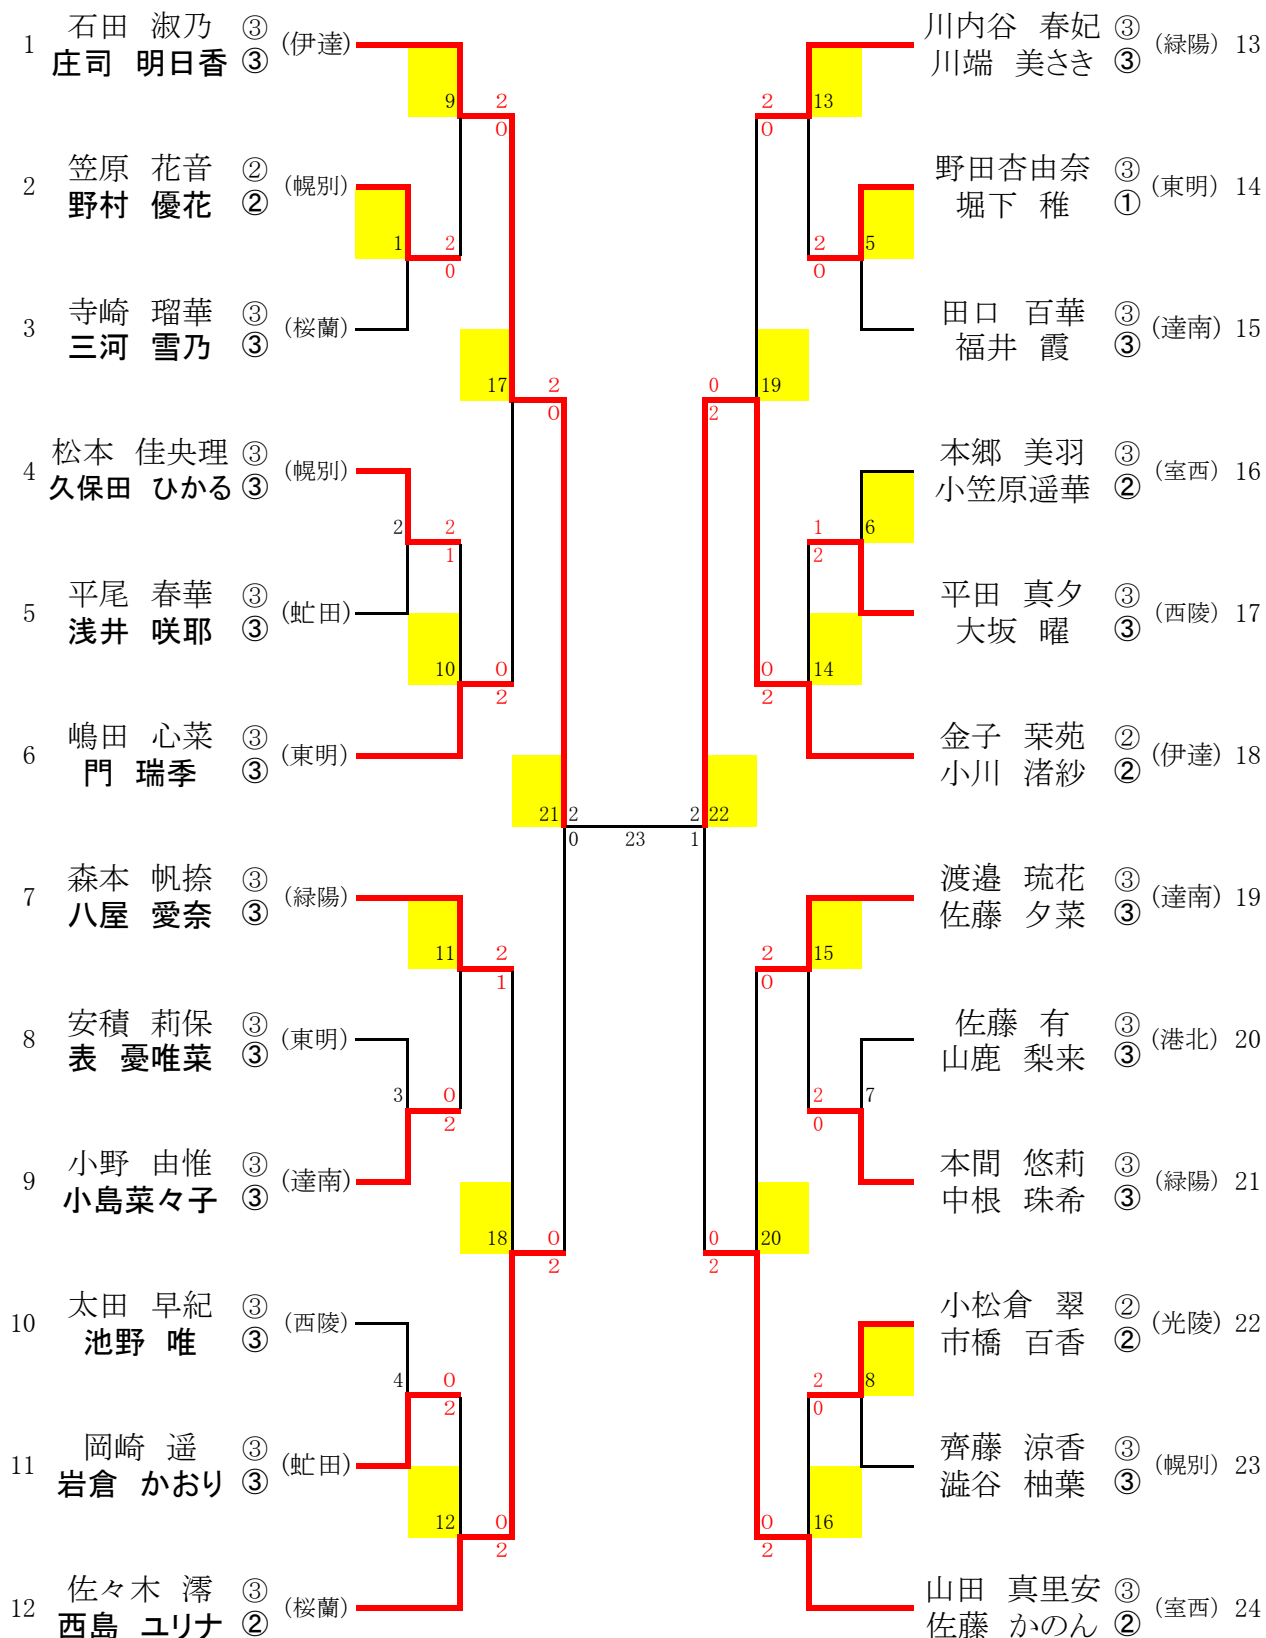 1 石田 淑乃 ③ (伊達)
庄司 明日香 ③
9 2
0
2 笠原 花音 ② (幌別)
野村 優花 ②
1 2
0
3 寺崎 瑠華 ③ (桜蘭)
三河 雪乃 ③
17 2
0
4 松本 佳央理 ③ (幌別)
久保田 ひかる ③
2 2
1
5 平尾 春華 ③ (虻田)
浅井 咲耶 ③
10 0
2
6 嶋田 心菜 ③ (東明)
門 瑞季 ③
21 2
0
23
7 森本 帆捺 ③ (緑陽)
八屋 愛奈 ③
11 2
1
8 安積 莉保 ③ (東明)
表 憂唯菜 ③
3 0
2
9 小野 由惟 ③ (達南)
小島菜々子 ③
18 0
2
10 太田 早紀 ③ (西陵)
池野 唯 ③
4 0
2
11 岡崎 遥 ③ (虻田)
岩倉 かおり ③
12 0
2
12 佐々木 澪 ③ (桜蘭)
西島 ユリナ ②
川内谷 春妃 ③ (緑陽) 13
川端 美さき ③
2 13
0
野田杏由奈 ③ (東明) 14
堀下 稚 ①
2 5
0
田口 百華 ③ (達南) 15
福井 霞 ③
0 19
2
本郷 美羽 ③ (室西) 16
小笠原遥華 ②
1 6
2
平田 真夕 ③ (西陵) 17
大坂 曜 ③
0 14
2
金子 栞苑 ② (伊達) 18
小川 渚紗 ②
2 22
1
渡邉 琉花 ③ (達南) 19
佐藤 夕菜 ③
2 15
0
佐藤 有 ③ (港北) 20
山鹿 梨来 ③
2 7
0
本間 悠莉 ③ (緑陽) 21
中根 珠希 ③
0 20
2
小松倉 翠 ② (光陵) 22
市橋 百香 ②
2 8
0
齊藤 涼香 ③ (幌別) 23
澁谷 柚葉 ③
0 16
2
山田 真里安 ③ (室西) 24
佐藤 かのん ②